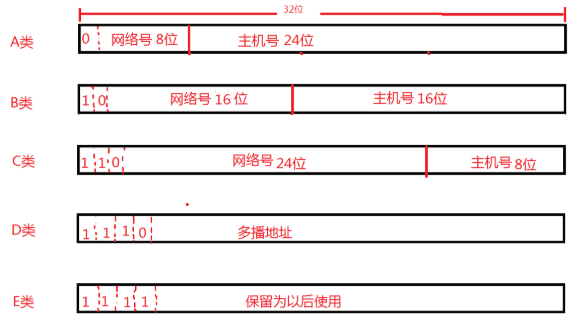 32位
A类 0 网络号 8位 主机号 24位
B类 1 0 网络号 16 位 主机号 16位
C类 1 1 0 网络号 24位 主机号 8位
D类 1 1 1 0 多播地址
E类 1 1 1 1 保留为以后使用